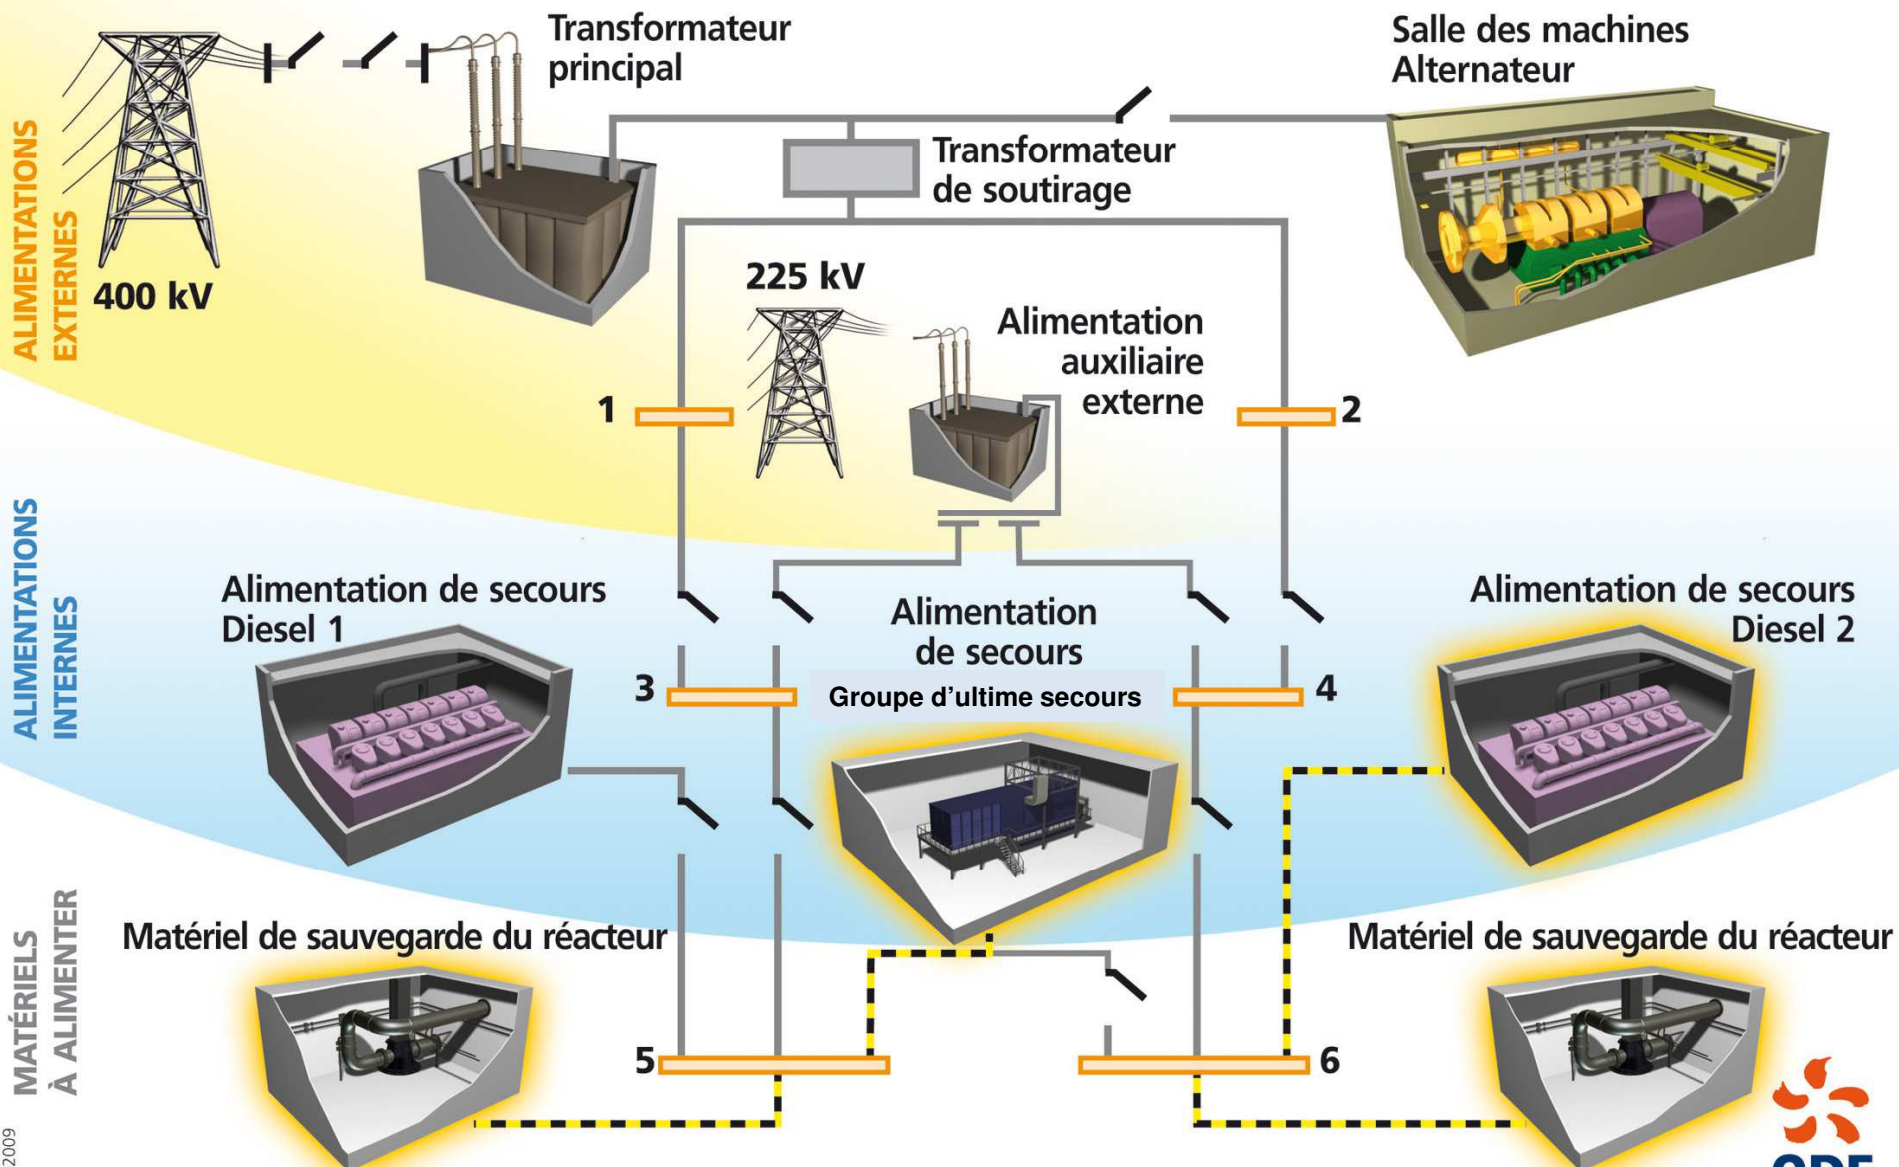 Transformateur
principal
Salle des machines
Alternateur
ALIMENTATIONS
EXTERNES
400 kV
Transformateur
de soutirage
225 kV
Alimentation
auxiliaire
externe
1
2
ALIMENTATIONS
INTERNES
Alimentation de secours
Diesel 1
Alimentation
de secours
Groupe d'ultime secours
Alimentation de secours
Diesel 2
3
4
MATÉRIELS
À ALIMENTER
Matériel de sauvegarde du réacteur
Matériel de sauvegarde du réacteur
5
6
2009